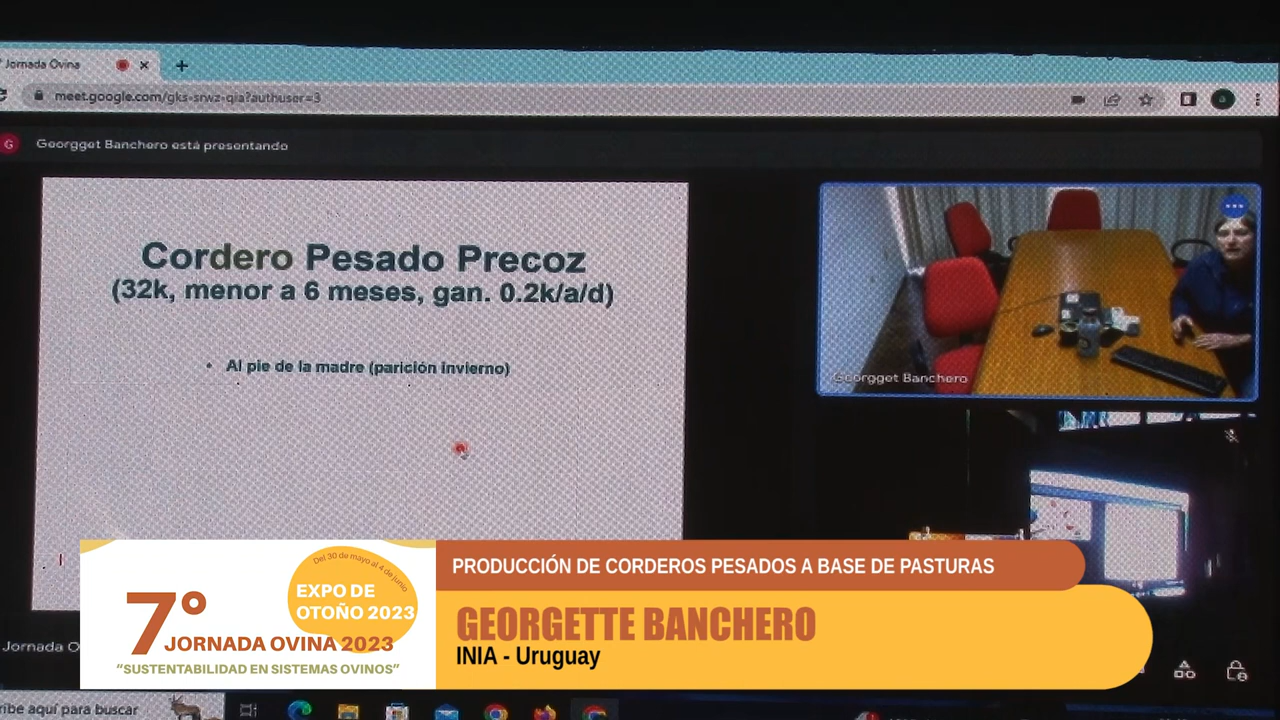 Jornada Ovina
meet.google.com/gks-srwz-qia?authuser=3
G
Georgget Banchero está presentando
Cordero Pesado Precoz
(32k, menor a 6 meses, gan. 0.2k/a/d)
• Al pie de la madre (parición invierno)
Georgget Banchero
Del 30 de mayo al 4 de junio
EXPO DE
OTOÑO 2023
7°
JORNADA OVINA 2023
“SUSTENTABILIDAD EN SISTEMAS OVINOS”
PRODUCCIÓN DE CORDEROS PESADOS A BASE DE PASTURAS
GEORGETTE BANCHERO
INIA - Uruguay
Jornada O
ribe aquí para buscar